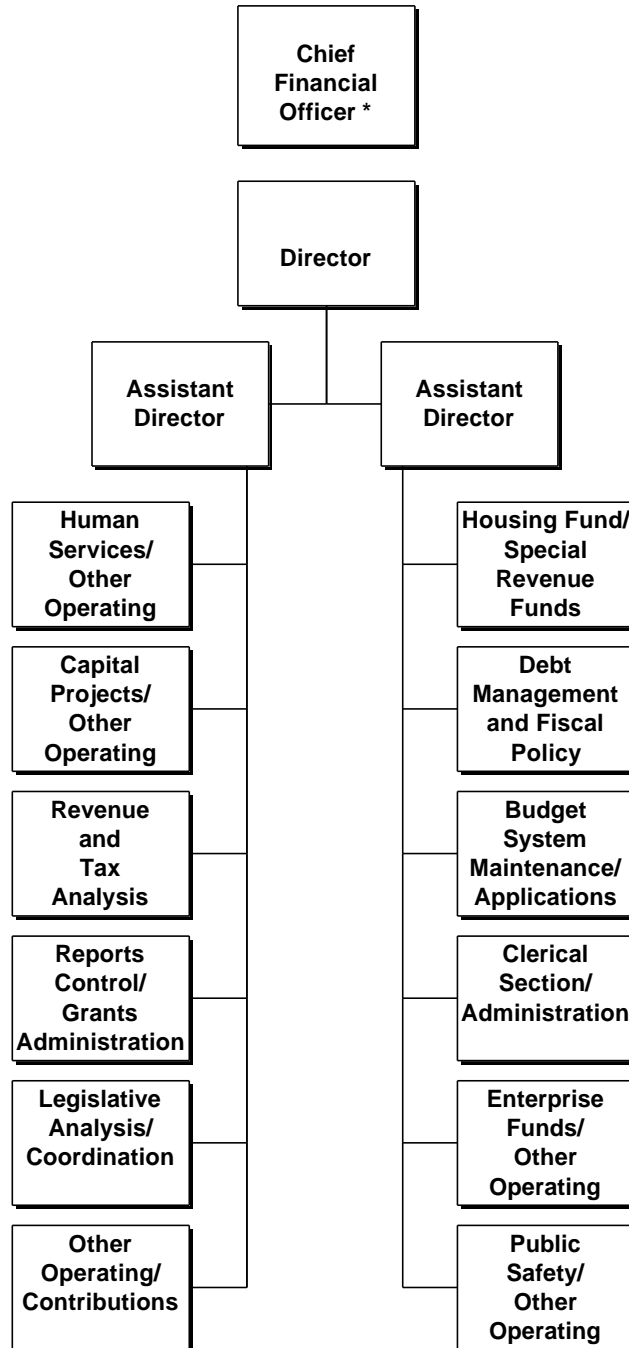 Chief
Financial
Officer *
Director
Assistant
Director
Assistant
Director
Human
Services/
Other
Operating
Housing Fund/
Special
Revenue
Funds
Capital
Projects/
Other
Operating
Debt
Management
and Fiscal
Policy
Revenue
and
Tax
Analysis
Budget
System
Maintenance/
Applications
Reports
Control/
Grants
Administration
Clerical
Section/
Administration
Legislative
Analysis/
Coordination
Enterprise
Funds/
Other
Operating
Other
Operating/
Contributions
Public
Safety/
Other
Operating